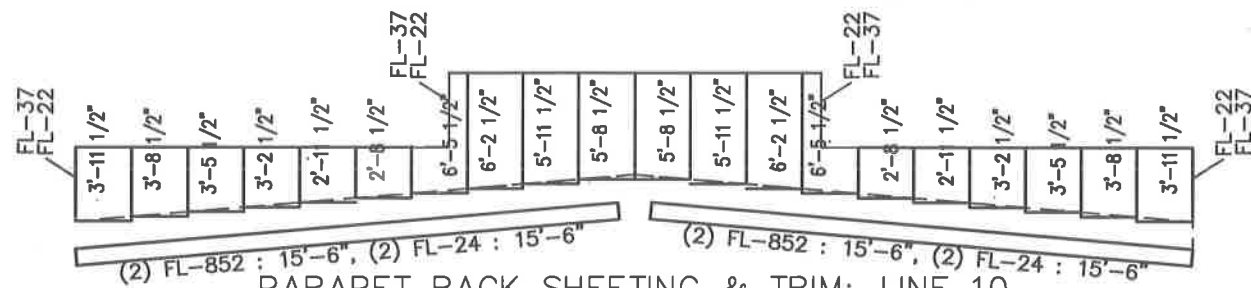 FL-37
FL-22
3'-11 1/2"
3'-8 1/2"
3'-5 1/2"
3'-2 1/2"
2'-11 1/2"
2'-8 1/2"
FL-37
FL-22
6'-5 1/2"
6'-2 1/2"
5'-11 1/2"
5'-8 1/2"
5'-8 1/2"
5'-11 1/2"
6'-2 1/2"
6'-5 1/2"
FL-22
FL-37
2'-8 1/2"
2'-11 1/2"
3'-2 1/2"
3'-5 1/2"
3'-8 1/2"
3'-11 1/2"
FL-22
FL-37
(2) FL-852 : 15'-6", (2) FL-24 : 15'-6"
(2) FL-852 : 15'-6", (2) FL-24 : 15'-6"
PARAPET BACK SHEETING & TRIM: LINE 10